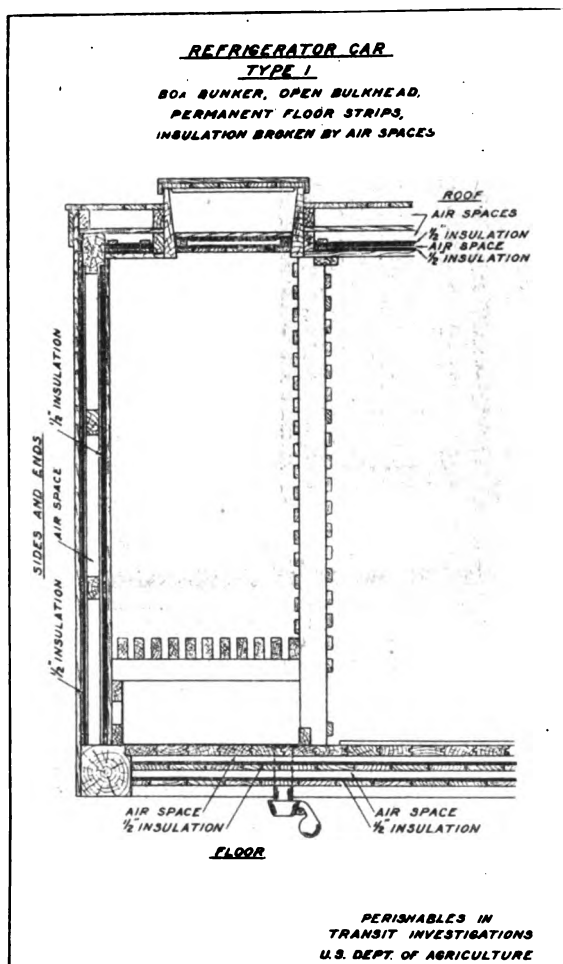 REFRIGERATOR CAR
TYPE 1
BOX BUNKER, OPEN BULKHEAD,
PERMANENT FLOOR STRIPS,
INSULATION BROKEN BY AIR SPACES
ROOF
AIR SPACES
1/2" INSULATION
AIR SPACE
1/2" INSULATION
SIDES AND ENDS
1/2" INSULATION AIR SPACE 1/2" INSULATION
AIR SPACE
1/2" INSULATION
AIR SPACE
1/2" INSULATION
FLOOR
PERISHABLES IN
TRANSIT INVESTIGATIONS
U.S. DEPT. OF AGRICULTURE